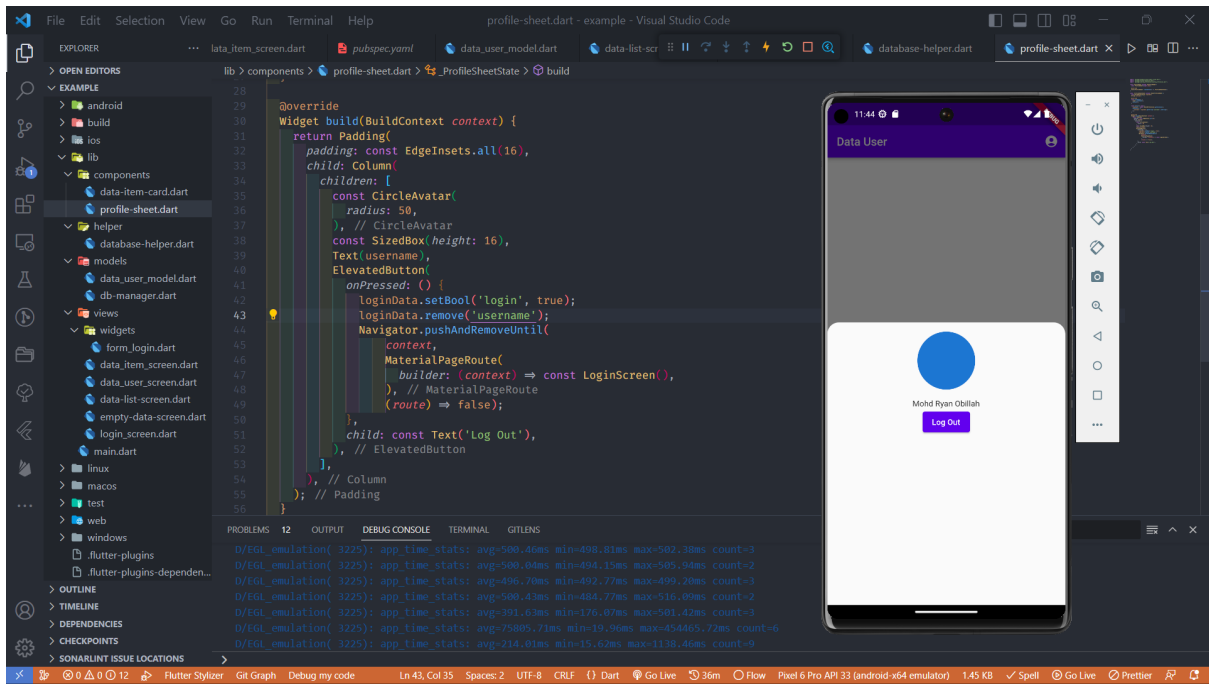 File Edit Selection View Go Run Terminal Help
profile-sheet.dart - example - Visual Studio Code
EXPLORER
lata_item_screen.dart pubspec.yaml data_user_model.dart data-list-scr database-helper.dart profile-sheet.dart
OPEN EDITORS
EXAMPLE
android
build
ios
lib
components
data-item-card.dart
profile-sheet.dart
helper
database-helper.dart
models
data_user_model.dart
db-manager.dart
views
widgets
form_login.dart
data_item_screen.dart
data_user_screen.dart
data-list-screen.dart
empty-data-screen.dart
login_screen.dart
main.dart
linux
macos
test
web
windows
.flutter-plugins
.flutter-plugins-dependen...
OUTLINE
TIMELINE
DEPENDENCIES
CHECKPOINTS
SONARLINT ISSUE LOCATIONS
1
lib > components > profile-sheet.dart > _ProfileSheetState > build
28
29 @override
30 Widget build(BuildContext context) {
31 return Padding(
32 padding: const EdgeInsets.all(16),
33 child: Column(
34 children: [
35 const CircleAvatar(
36 radius: 50,
37 ), // CircleAvatar
38 const SizedBox(height: 16),
39 Text(username),
40 ElevatedButton(
41 onPressed: () {
42 loginData.setBool('login', true);
43 loginData.remove('username');
44 Navigator.pushAndRemoveUntil(
45 context,
46 MaterialPageRoute(
47 builder: (context) => const LoginScreen(),
48 ), // MaterialPageRoute
49 (route) => false);
50 },
51 child: const Text('Log Out'),
52 ), // ElevatedButton
53 ],
54 ), // Column
55 ); // Padding
56 }
PROBLEMS 12 OUTPUT DEBUG CONSOLE TERMINAL GITLENS
D/EGL_emulation( 3225): app_time_stats: avg=500.46ms min=498.81ms max=502.38ms count=3
D/EGL_emulation( 3225): app_time_stats: avg=500.04ms min=494.15ms max=505.94ms count=2
D/EGL_emulation( 3225): app_time_stats: avg=496.70ms min=492.77ms max=499.20ms count=3
D/EGL_emulation( 3225): app_time_stats: avg=500.43ms min=484.77ms max=516.09ms count=2
D/EGL_emulation( 3225): app_time_stats: avg=391.63ms min=176.07ms max=501.42ms count=3
D/EGL_emulation( 3225): app_time_stats: avg=75805.71ms min=19.96ms max=454465.72ms count=6
D/EGL_emulation( 3225): app_time_stats: avg=214.01ms min=15.62ms max=1138.46ms count=9
11:44
Data User
Mohd Ryan Obillah
Log Out
0 0 12 Flutter Stylizer Git Graph Debug my code Ln 43, Col 35 Spaces: 2 UTF-8 CRLF {} Dart Go Live 36m Flow Pixel 6 Pro API 33 (android-x64 emulator) 1.45 KB Spell Go Live Prettier